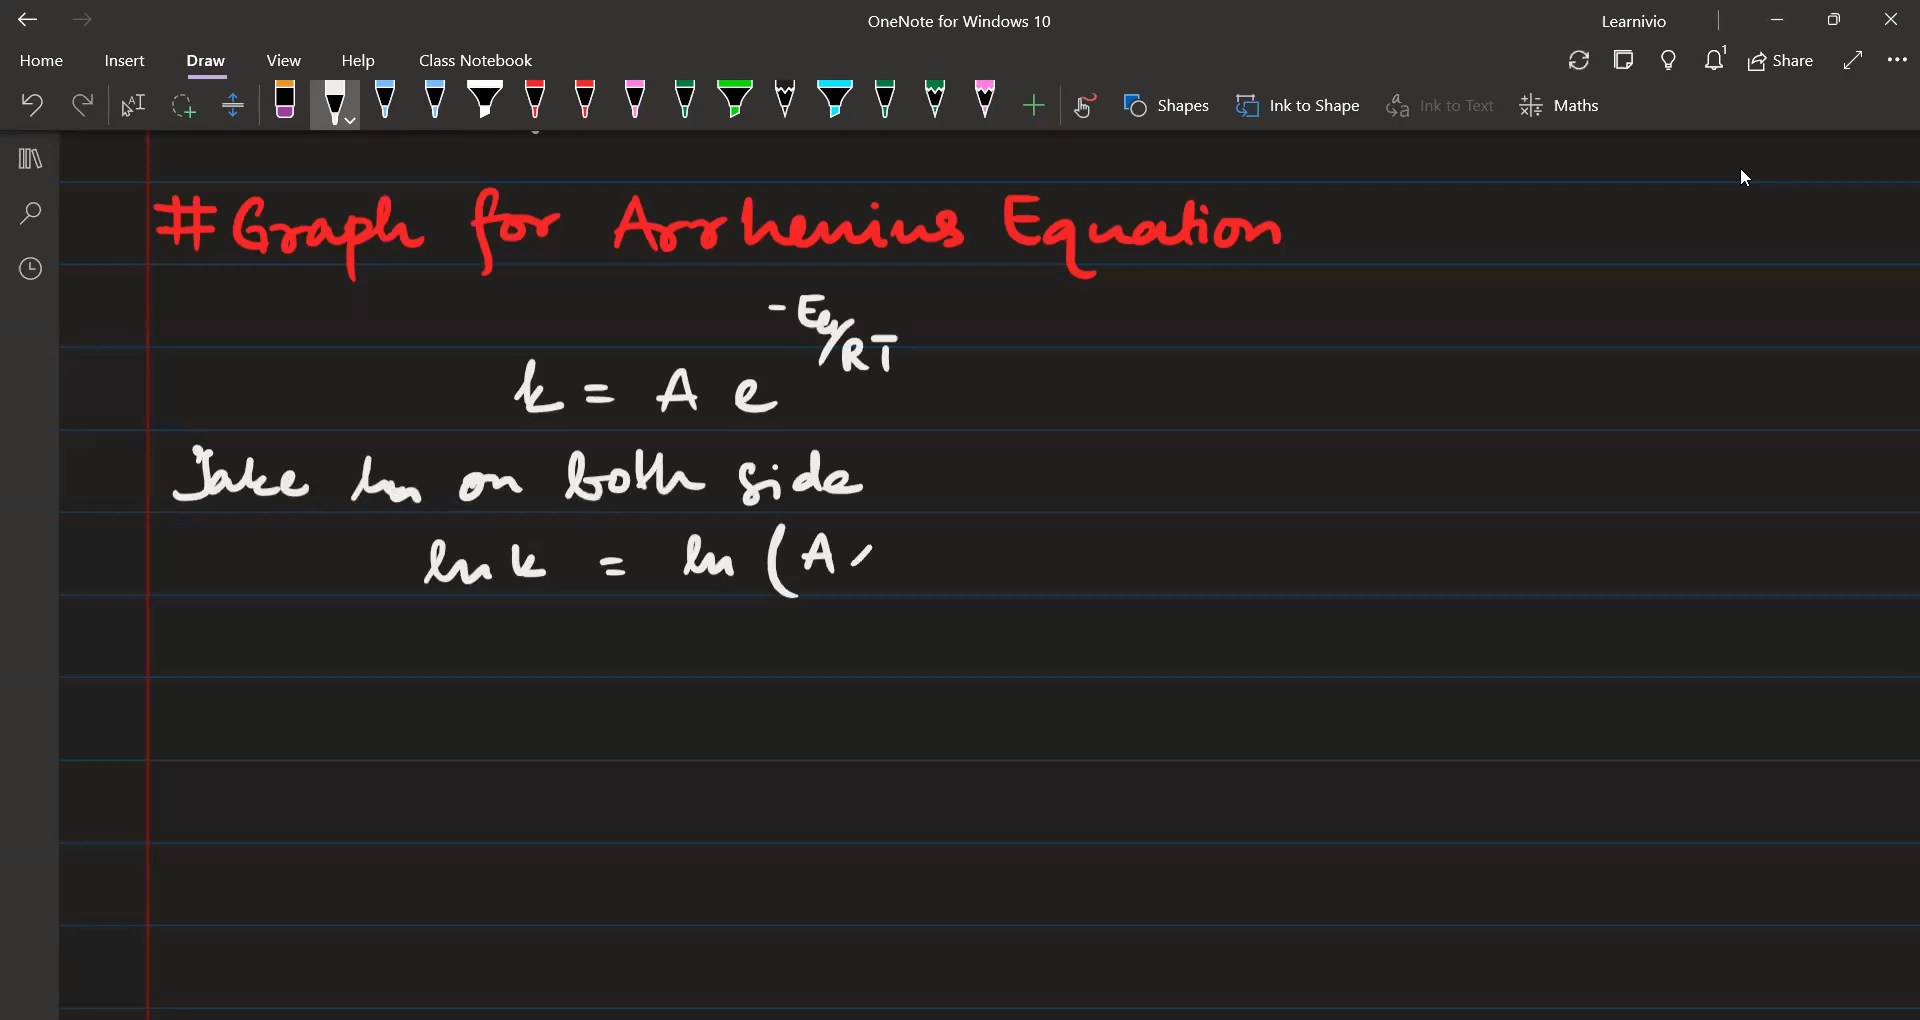 OneNote for Windows 10
Learnivio
Home Insert Draw View Help Class Notebook
1
Share
Shapes Ink to Shape Ink to Text Maths
#Graph for Arrhenius Equation
k = A e^-Ea/RT
Take ln on both side
ln k = ln (A ×